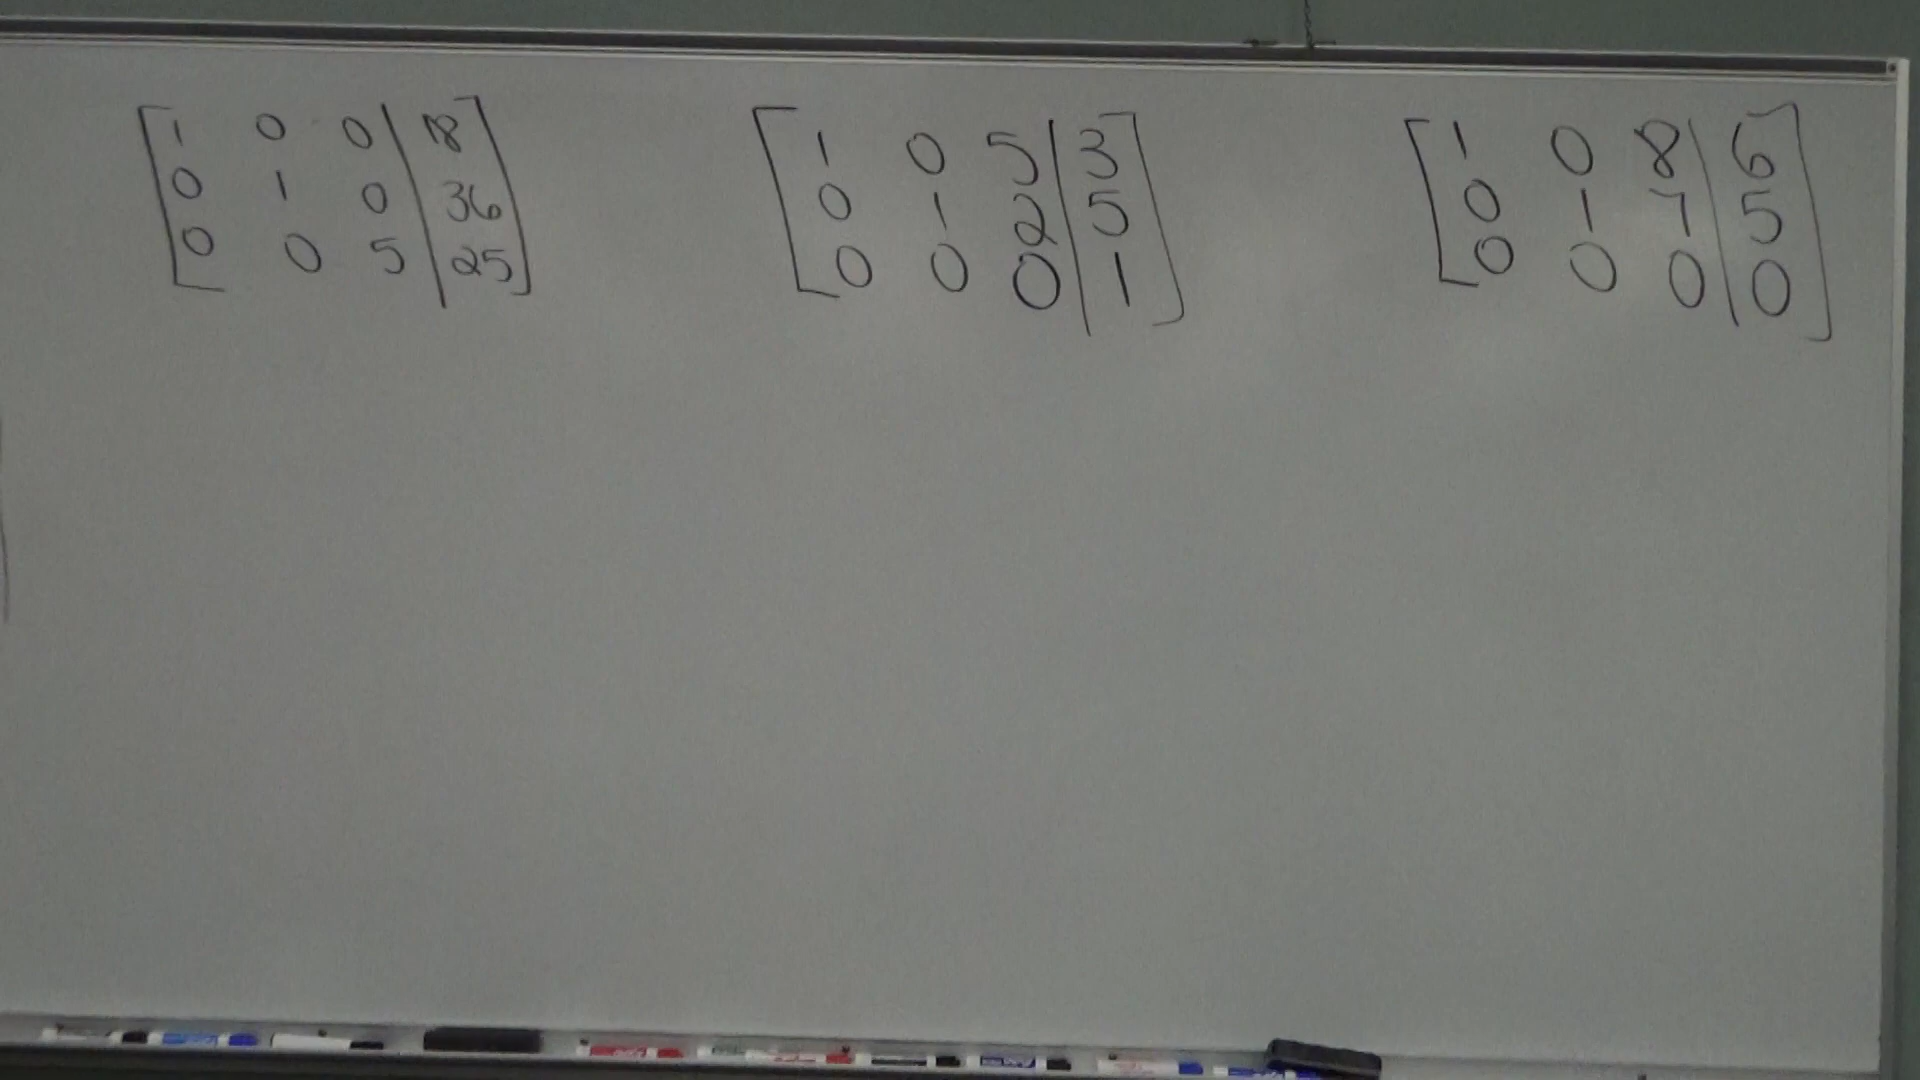 [1 0 0 | 18]
[0 1 0 | 36]
[0 0 5 | 25]
[1 0 5 | 3]
[0 1 2 | 5]
[0 0 0 | 1]
[1 0 8 | 6]
[0 1 7 | 5]
[0 0 0 | 0]